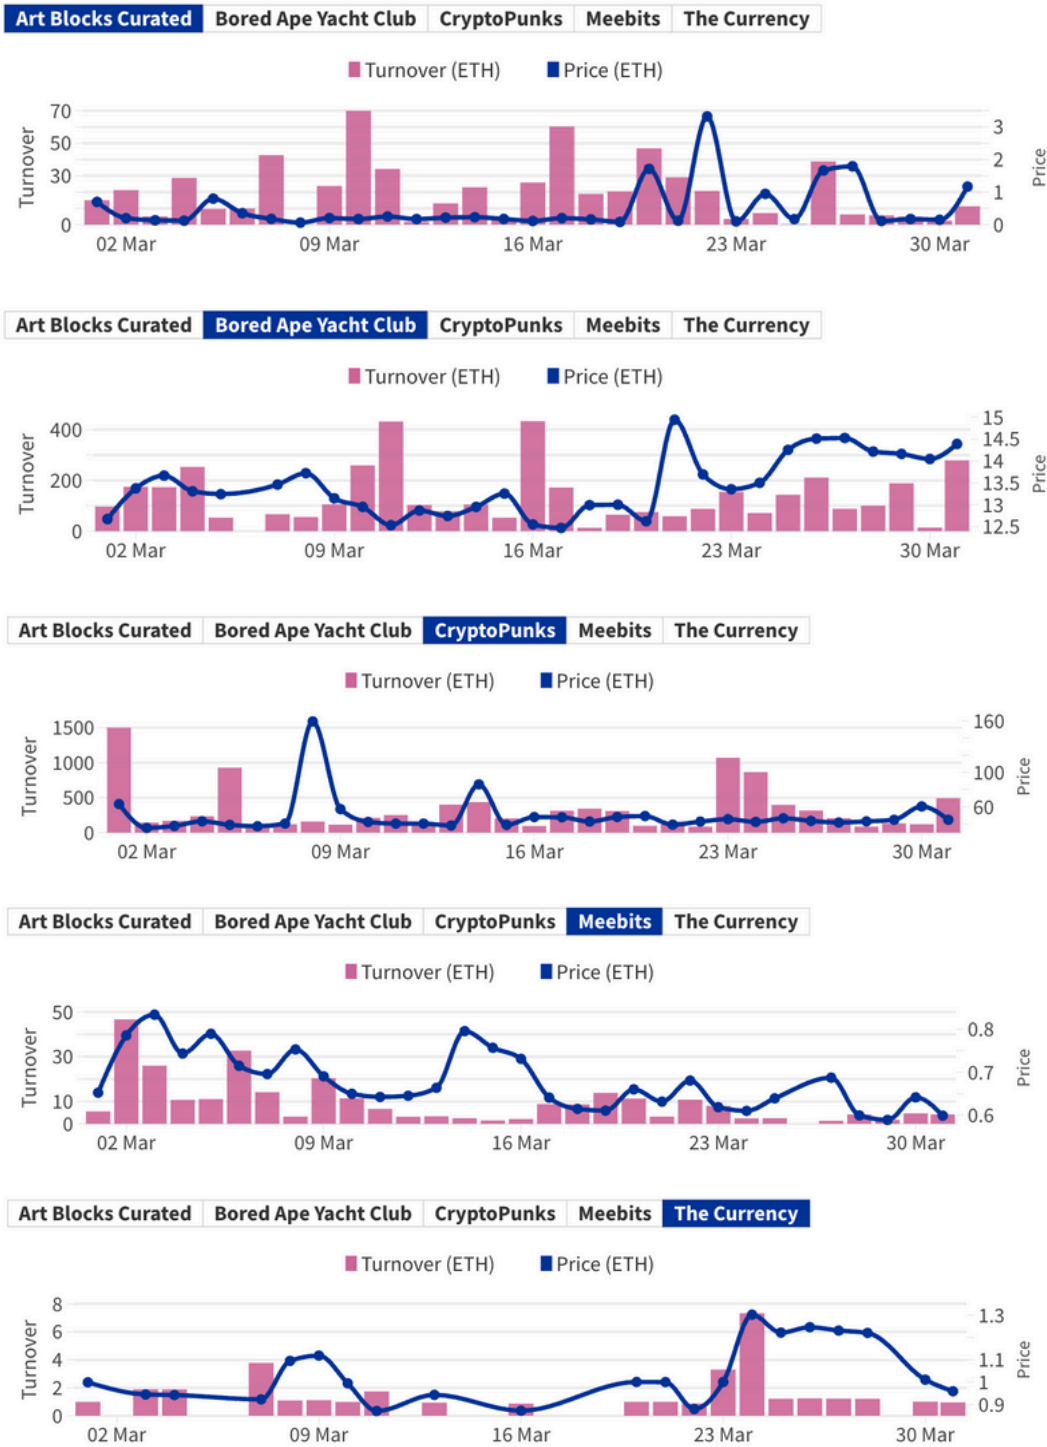 Art Blocks Curated Bored Ape Yacht Club CryptoPunks Meebits The Currency
Turnover (ETH) Price (ETH)
Turnover
70
50
30
0
3
2
1
0
Price
02 Mar 09 Mar 16 Mar 23 Mar 30 Mar
Art Blocks Curated Bored Ape Yacht Club CryptoPunks Meebits The Currency
Turnover (ETH) Price (ETH)
Turnover
400
200
0
15
14.5
14
13.5
13
12.5
Price
02 Mar 09 Mar 16 Mar 23 Mar 30 Mar
Art Blocks Curated Bored Ape Yacht Club CryptoPunks Meebits The Currency
Turnover (ETH) Price (ETH)
Turnover
1500
1000
500
0
160
100
60
Price
02 Mar 09 Mar 16 Mar 23 Mar 30 Mar
Art Blocks Curated Bored Ape Yacht Club CryptoPunks Meebits The Currency
Turnover (ETH) Price (ETH)
Turnover
50
30
10
0
0.8
0.7
0.6
Price
02 Mar 09 Mar 16 Mar 23 Mar 30 Mar
Art Blocks Curated Bored Ape Yacht Club CryptoPunks Meebits The Currency
Turnover (ETH) Price (ETH)
Turnover
8
6
4
2
0
1.3
1.1
1
0.9
Price
02 Mar 09 Mar 16 Mar 23 Mar 30 Mar